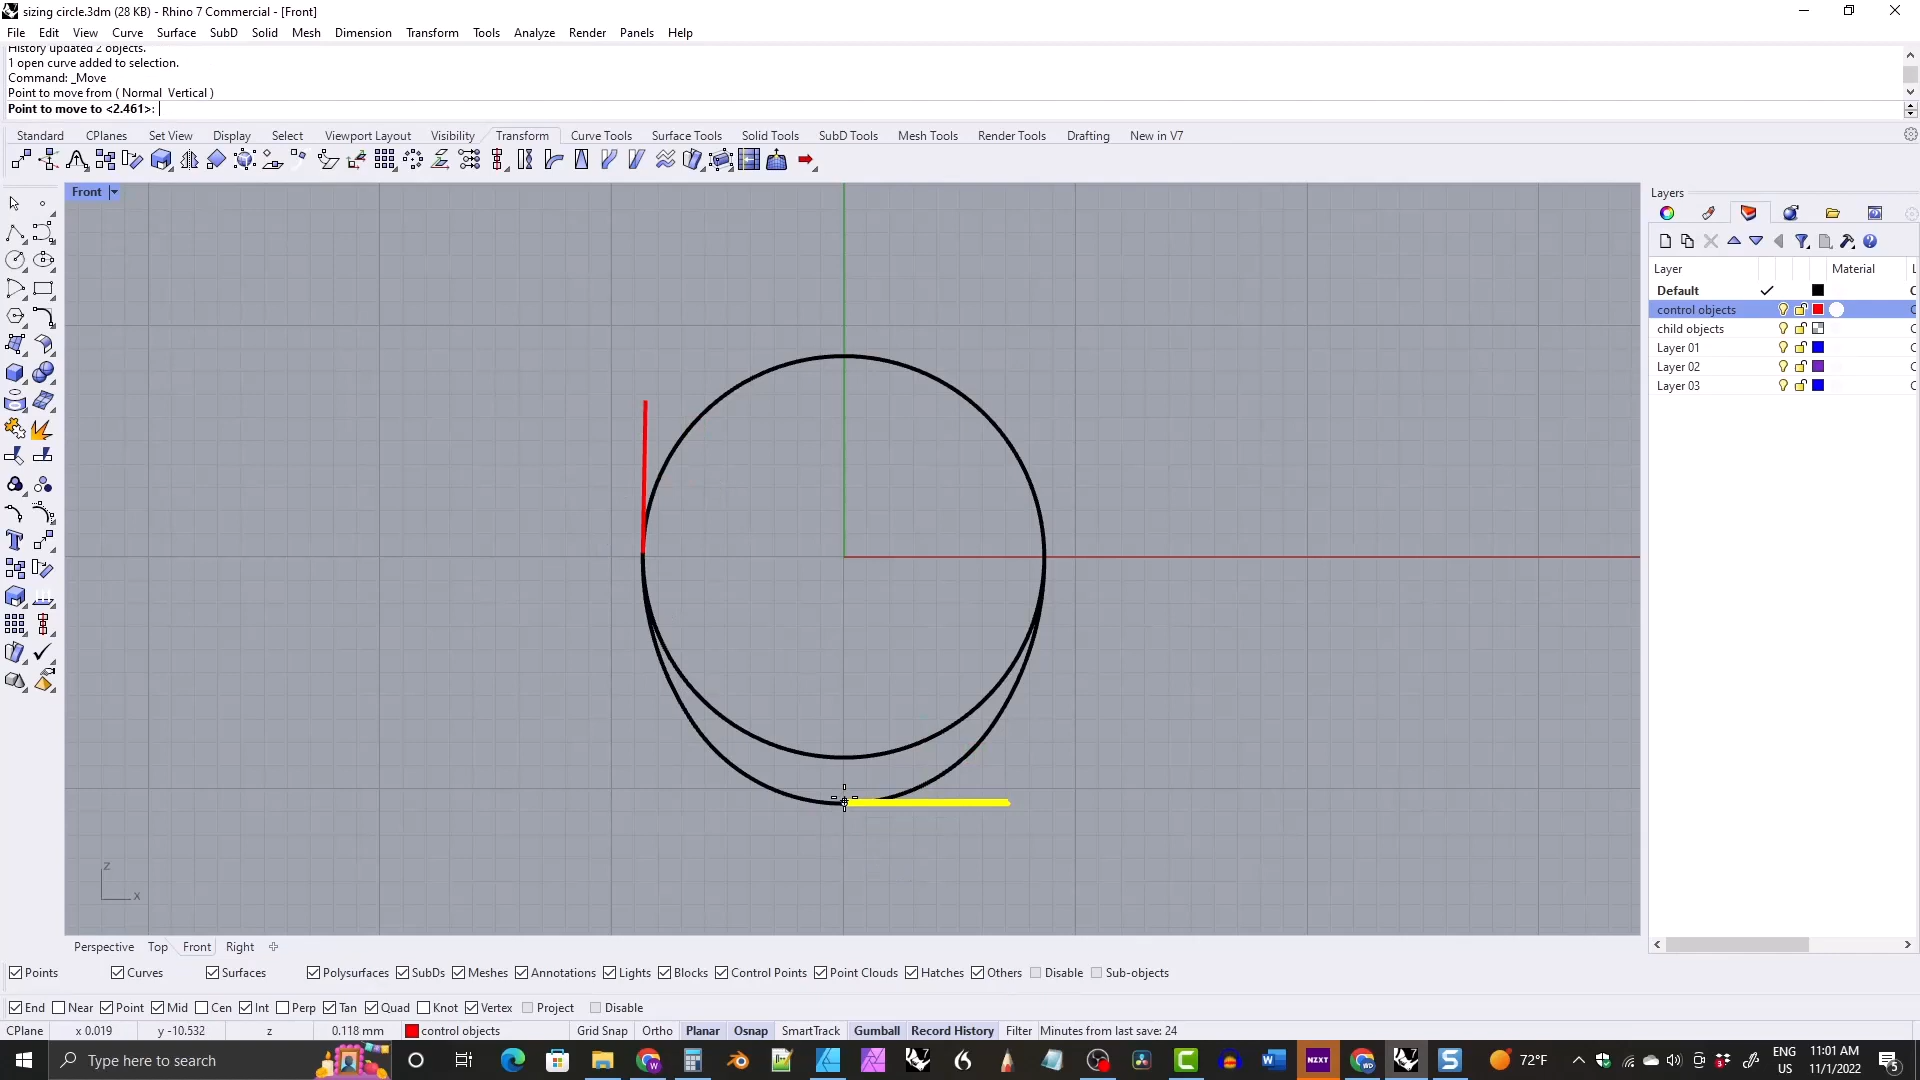 sizing circle.3dm (28 KB) - Rhino 7 Commercial - [Front]
File Edit View Curve Surface SubD Solid Mesh Dimension Transform Tools Analyze Render Panels Help
History updated 2 objects.
1 open curve added to selection.
Command: _Move
Point to move from ( Normal Vertical )
Point to move to <2.461>:
Standard CPlanes Set View Display Select Viewport Layout Visibility Transform Curve Tools Surface Tools Solid Tools SubD Tools Mesh Tools Render Tools Drafting New in V7
Front
Layers
Layer Material
Default
control objects
child objects
Layer 01
Layer 02
Layer 03
z
x
Perspective Top Front Right
Points Curves Surfaces Polysurfaces SubDs Meshes Annotations Lights Blocks Control Points Point Clouds Hatches Others Disable Sub-objects
End Near Point Mid Cen Int Perp Tan Quad Knot Vertex Project Disable
CPlane x 0.019 y -10.532 z 0.118 mm control objects Grid Snap Ortho Planar Osnap SmartTrack Gumball Record History Filter Minutes from last save: 24
Type here to search
NZXT
72°F
ENG
US
11:01 AM
11/1/2022
5